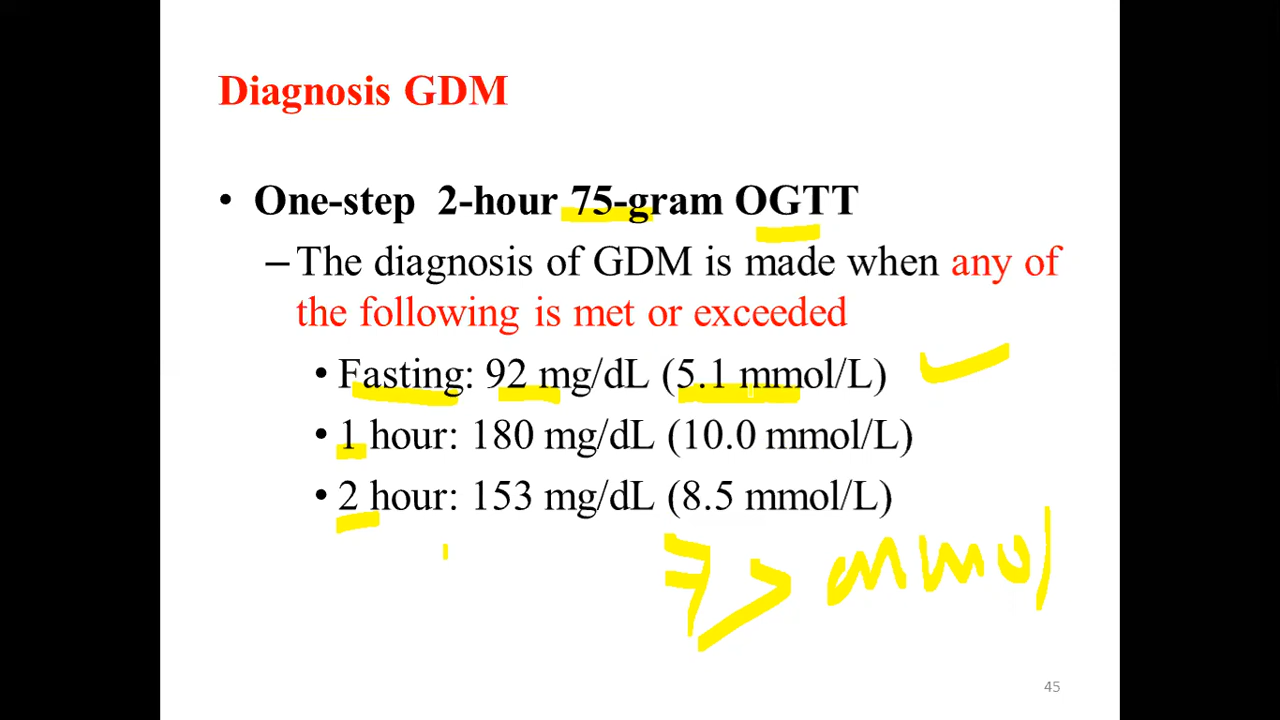 Diagnosis GDM
• One-step 2-hour 75-gram OGTT
– The diagnosis of GDM is made when any of
the following is met or exceeded
• Fasting: 92 mg/dL (5.1 mmol/L)
• 1 hour: 180 mg/dL (10.0 mmol/L)
• 2 hour: 153 mg/dL (8.5 mmol/L)
7 > mmol
45